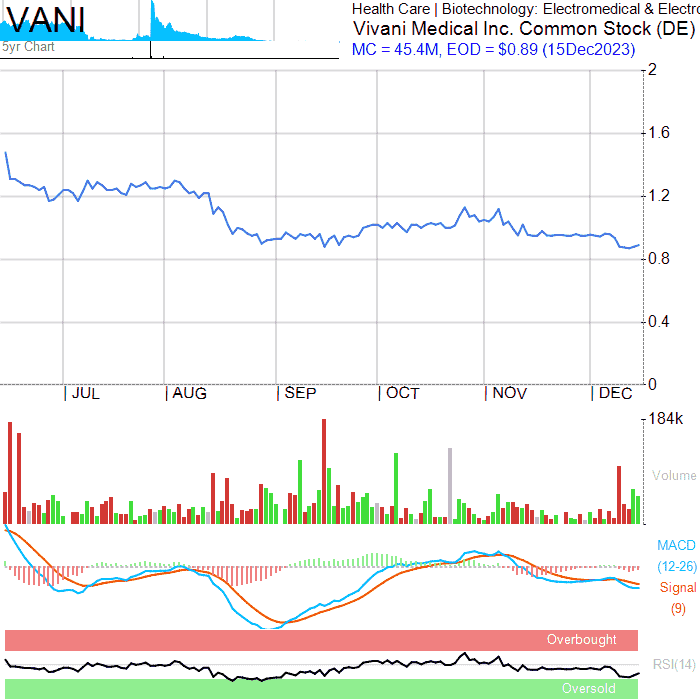 VANI
5yr Chart
Health Care | Biotechnology: Electromedical & Electro
Vivani Medical Inc. Common Stock (DE)
MC = 45.4M, EOD = $0.89 (15Dec2023)
2
1.6
1.2
0.8
0.4
0
JUL
AUG
SEP
OCT
NOV
DEC
184k
Volume
MACD
(12-26)
Signal
(9)
Overbought
RSI(14)
Oversold